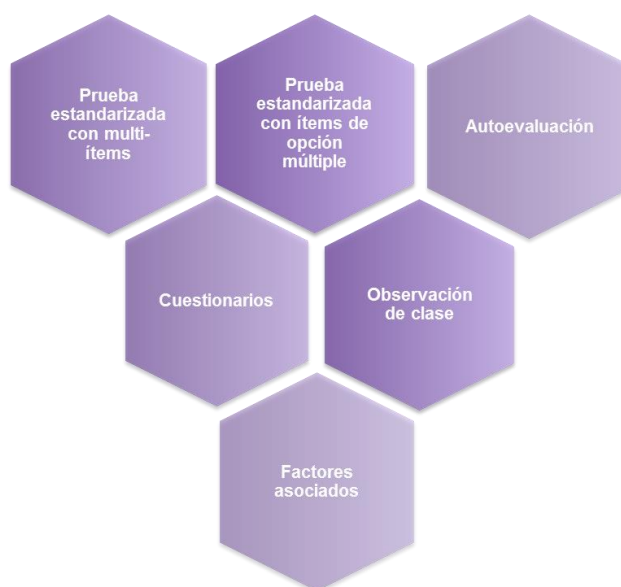 Prueba
estandarizada
con multi-
ítems
Prueba
estandarizada
con ítems de
opción
múltiple
Autoevaluación
Cuestionarios
Observación
de clase
Factores
asociados